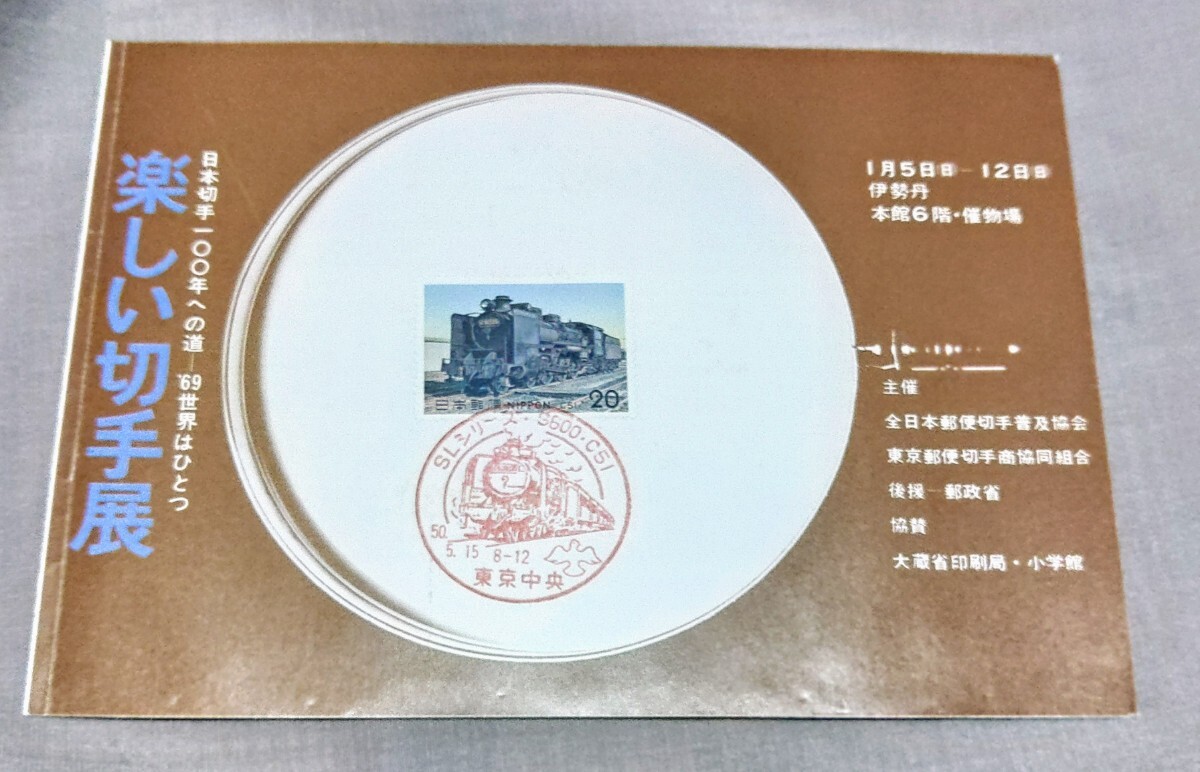 楽しい切手展
日本切手一〇〇年への道—'69世界はひとつ
1月5日日—12日日
伊勢丹
本館6階・催物場
日本郵便 NIPPON C51 20
SLシリーズ・9600・C51
50.
5.15 8-12
東京中央
主催
全日本郵便切手普及協会
東京郵便切手商協同組合
後援—郵政省
協賛
大蔵省印刷局・小学館